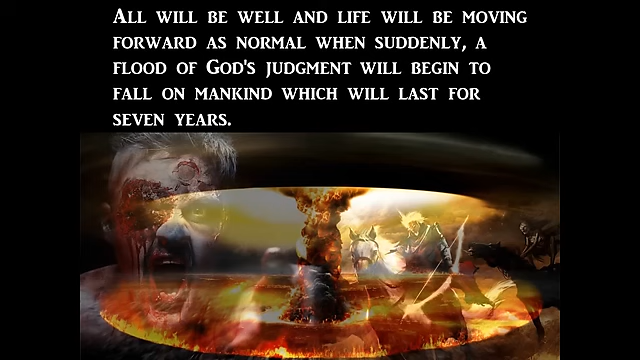 All will be well and life will be moving
forward as normal when suddenly, a
flood of God's judgment will begin to
fall on mankind which will last for
seven years.